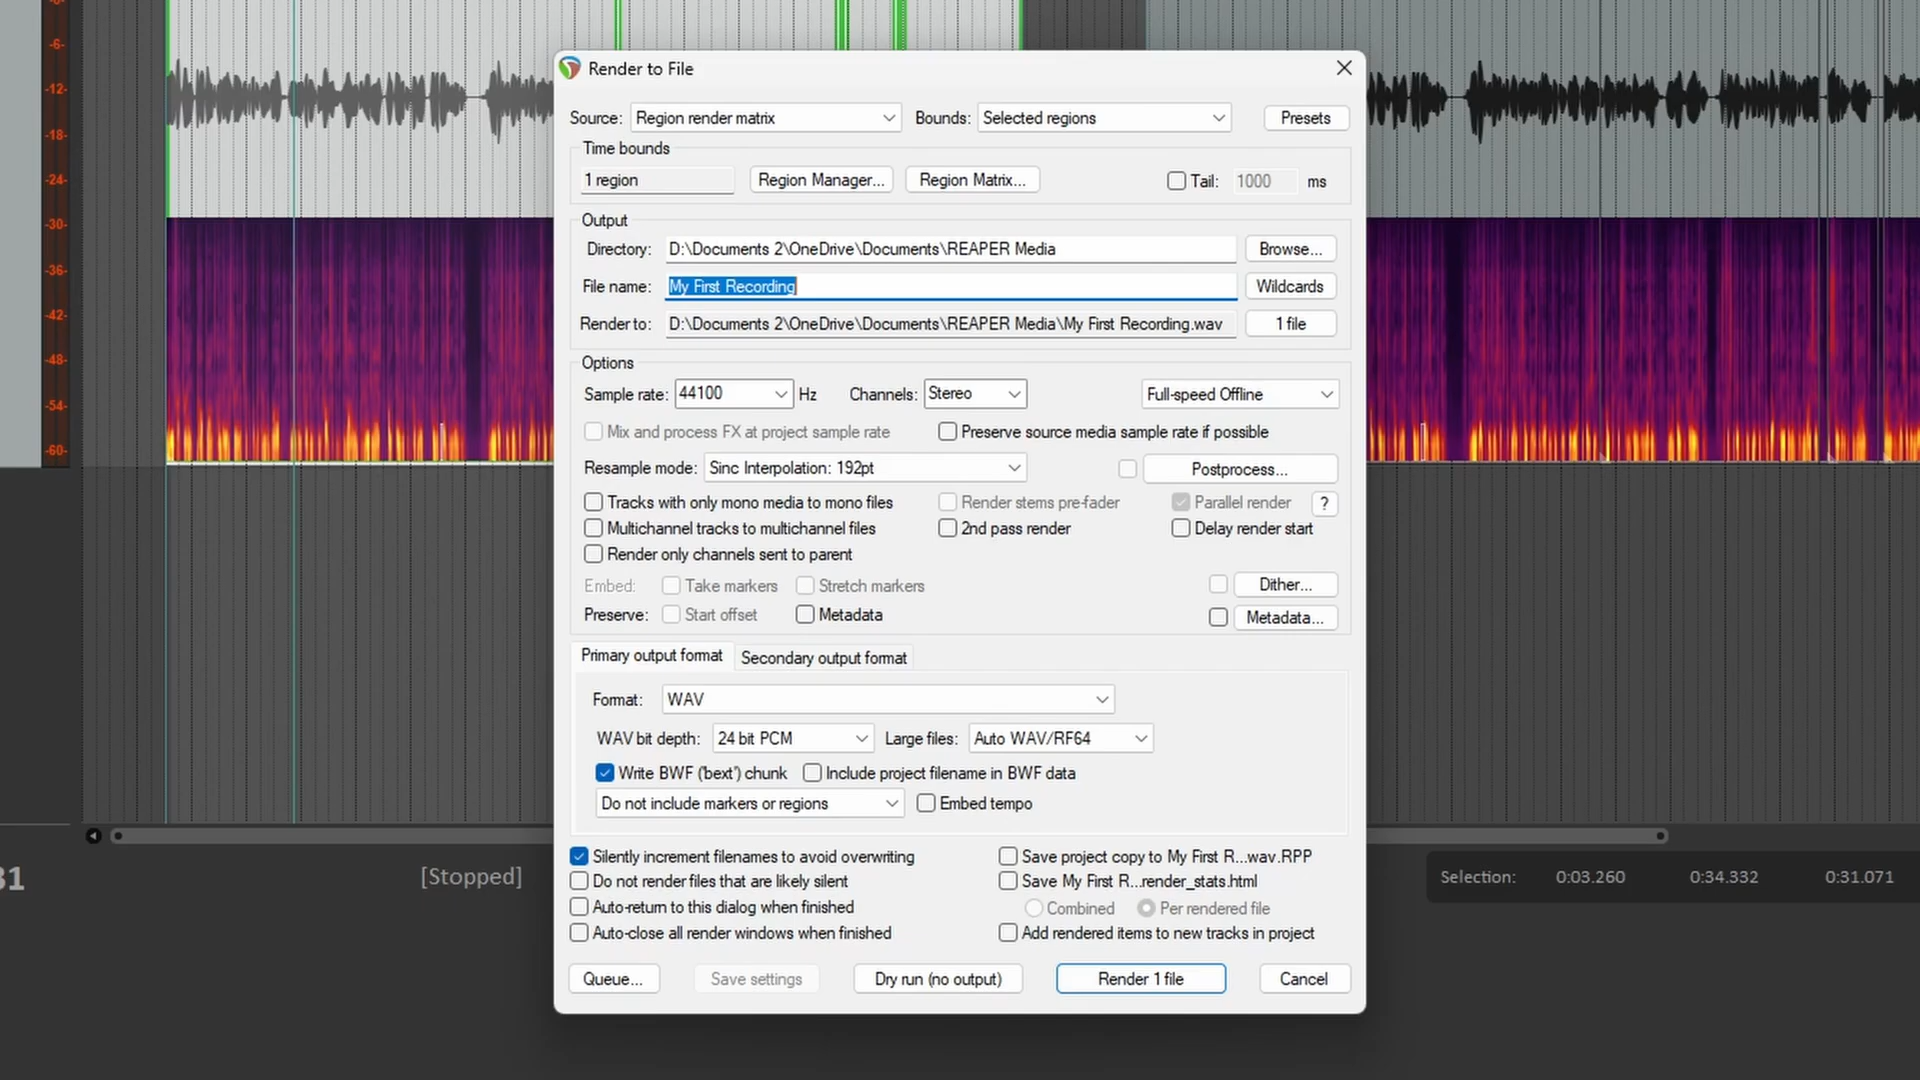 Render to File
Source: Region render matrix Bounds: Selected regions Presets
Time bounds
1 region Region Manager... Region Matrix... Tail: 1000 ms
Output
Directory: D:\Documents 2\OneDrive\Documents\REAPER Media Browse...
File name: My First Recording Wildcards
Render to: D:\Documents 2\OneDrive\Documents\REAPER Media\My First Recording.wav 1 file
Options
Sample rate: 44100 Hz Channels: Stereo Full-speed Offline
Mix and process FX at project sample rate Preserve source media sample rate if possible
Resample mode: Sinc Interpolation: 192pt Postprocess...
Tracks with only mono media to mono files Render stems pre-fader Parallel render ?
Multichannel tracks to multichannel files 2nd pass render Delay render start
Render only channels sent to parent
Embed: Take markers Stretch markers Dither...
Preserve: Start offset Metadata Metadata...
Primary output format Secondary output format
Format: WAV
WAV bit depth: 24 bit PCM Large files: Auto WAV/RF64
Write BWF ('bext') chunk Include project filename in BWF data
Do not include markers or regions Embed tempo
Silently increment filenames to avoid overwriting Save project copy to My First R...wav.RPP
Do not render files that are likely silent Save My First R...render_stats.html
Auto-return to this dialog when finished Combined Per rendered file
Auto-close all render windows when finished Add rendered items to new tracks in project
Queue... Save settings Dry run (no output) Render 1 file Cancel
-6-
-12-
-18-
-24-
-30-
-36-
-42-
-48-
-54-
-60-
31 [Stopped] Selection: 0:03.260 0:34.332 0:31.071